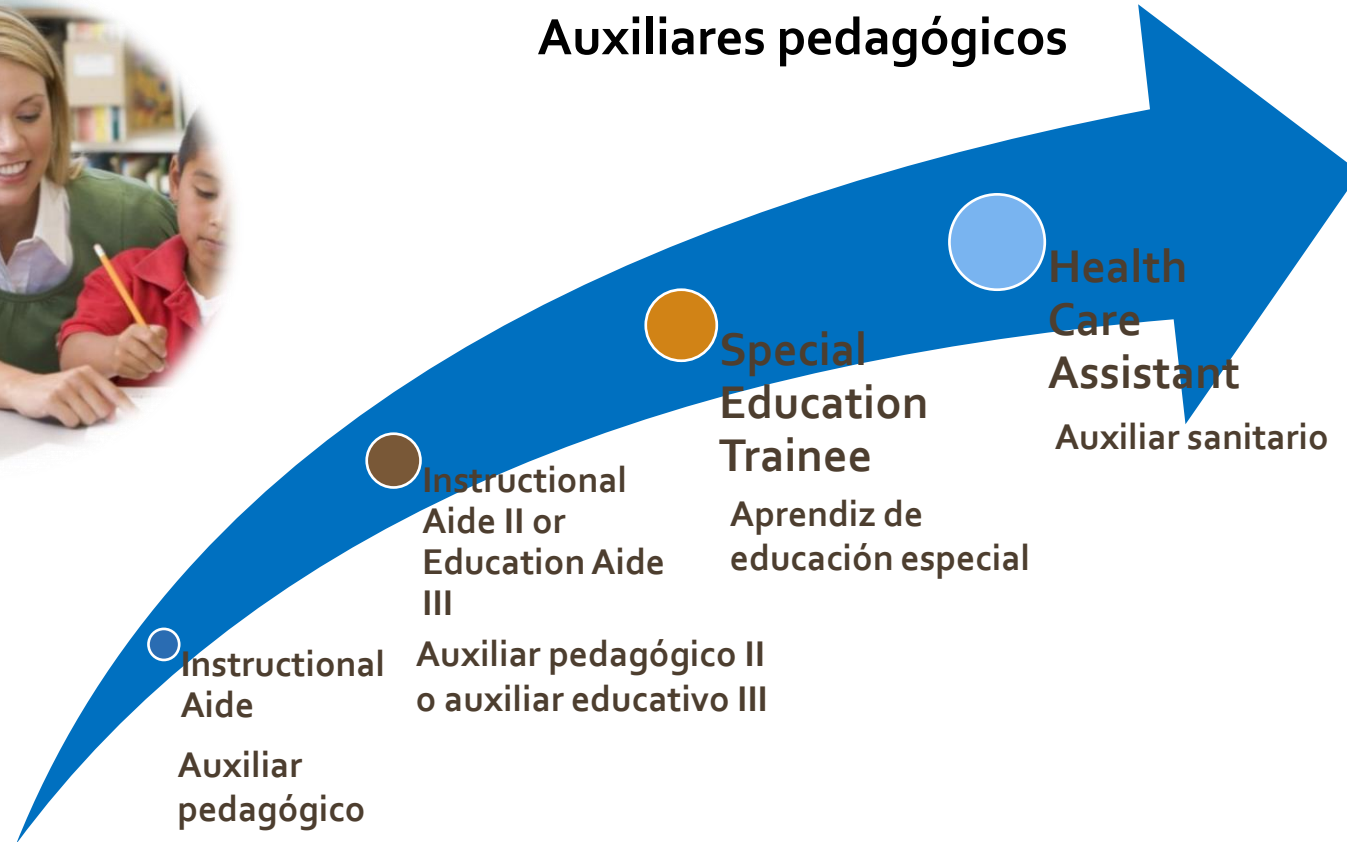 Auxiliares pedagógicos
Instructional
Aide
Auxiliar
pedagógico
Instructional
Aide II or
Education Aide
III
Auxiliar pedagógico II
o auxiliar educativo III
Special
Education
Trainee
Aprendiz de
educación especial
Health
Care
Assistant
Auxiliar sanitario